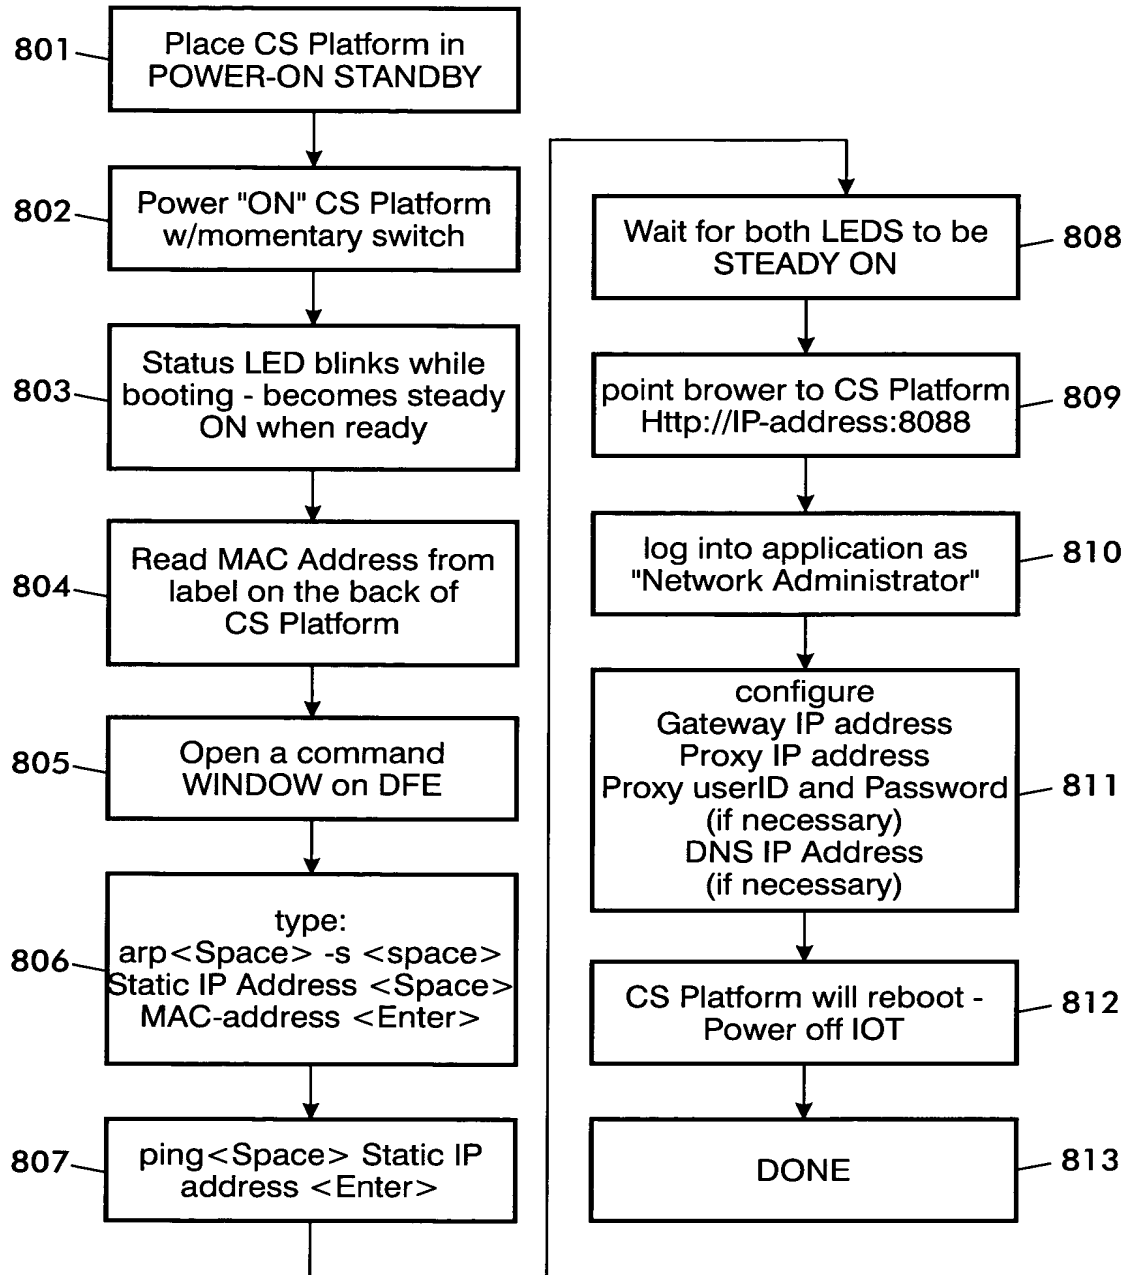 801
Place CS Platform in
POWER-ON STANDBY
802
Power "ON" CS Platform
w/momentary switch
803
Status LED blinks while
booting - becomes steady
ON when ready
804
Read MAC Address from
label on the back of
CS Platform
805
Open a command
WINDOW on DFE
806
type:
arp<Space> -s <space>
Static IP Address <Space>
MAC-address <Enter>
807
ping<Space> Static IP
address <Enter>
Wait for both LEDS to be
STEADY ON
808
point brower to CS Platform
Http://IP-address:8088
809
log into application as
"Network Administrator"
810
configure
Gateway IP address
Proxy IP address
Proxy userID and Password
(if necessary)
DNS IP Address
(if necessary)
811
CS Platform will reboot -
Power off IOT
812
DONE
813